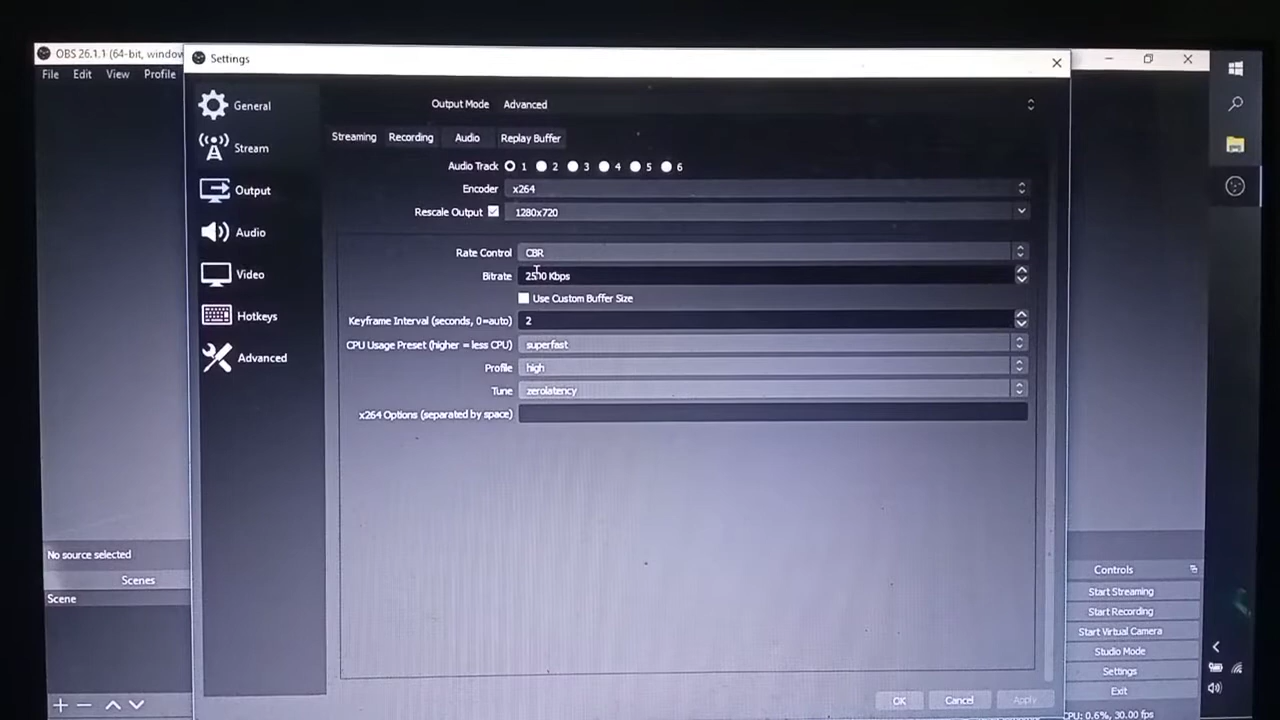 OBS 26.1.1 (64-bit, window
Settings
File Edit View Profile
General
Stream
Output
Audio
Video
Hotkeys
Advanced
Output Mode Advanced
Streaming Recording Audio Replay Buffer
Audio Track 1 2 3 4 5 6
Encoder x264
Rescale Output 1280x720
Rate Control CBR
Bitrate 2500 Kbps
Use Custom Buffer Size
Keyframe Interval (seconds, 0=auto) 2
CPU Usage Preset (higher = less CPU) superfast
Profile high
Tune zerolatency
x264 Options (separated by space)
OK Cancel Apply
No source selected
Scenes
Scene
Controls
Start Streaming
Start Recording
Start Virtual Camera
Studio Mode
Settings
Exit
CPU: 0.6%, 30.00 fps